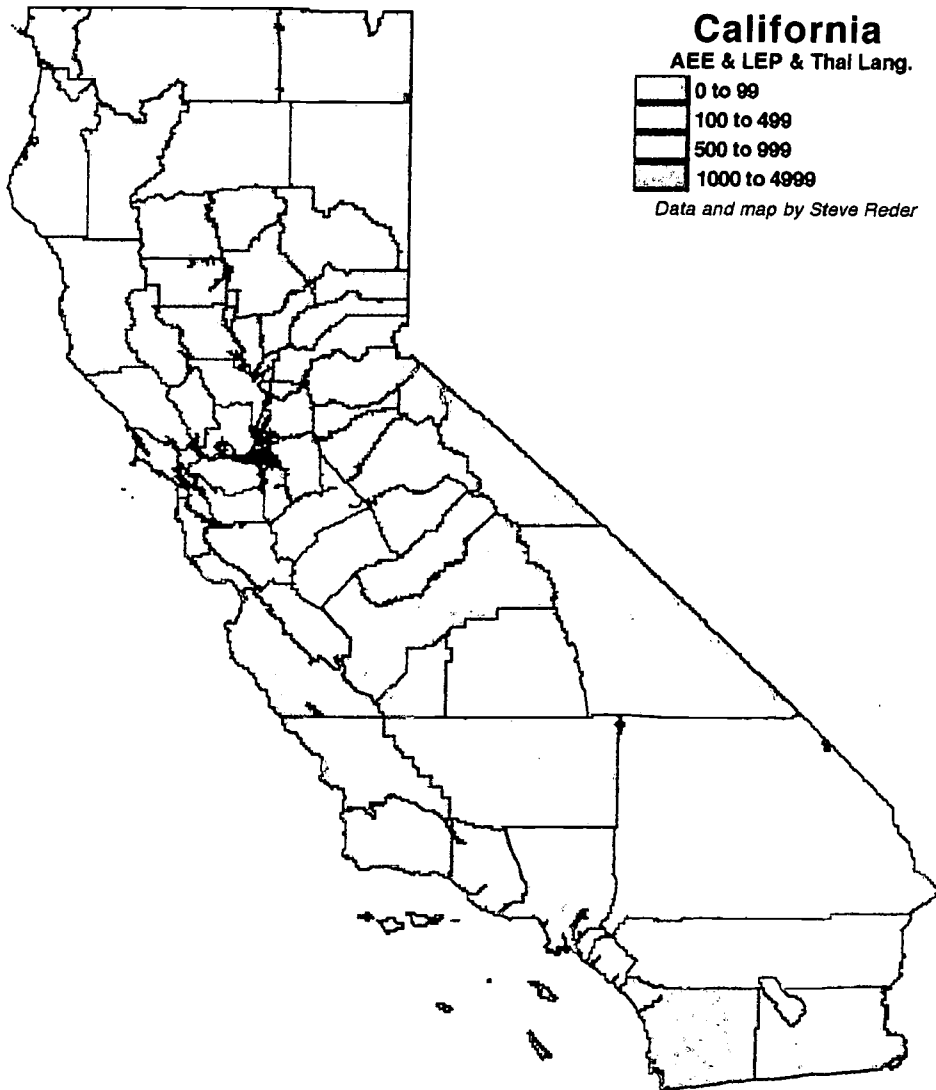 California
AEE & LEP & Thai Lang.
0 to 99
100 to 499
500 to 999
1000 to 4999
Data and map by Steve Reder